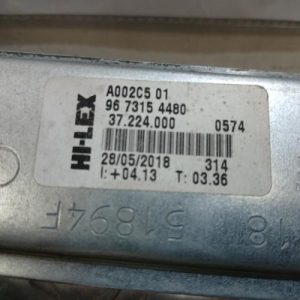 HI-LEX
A002C5 01
96 7315 4480
37.224.000 0574
28/05/2018 314
I:+04.13 T: 03.36
51894F
18